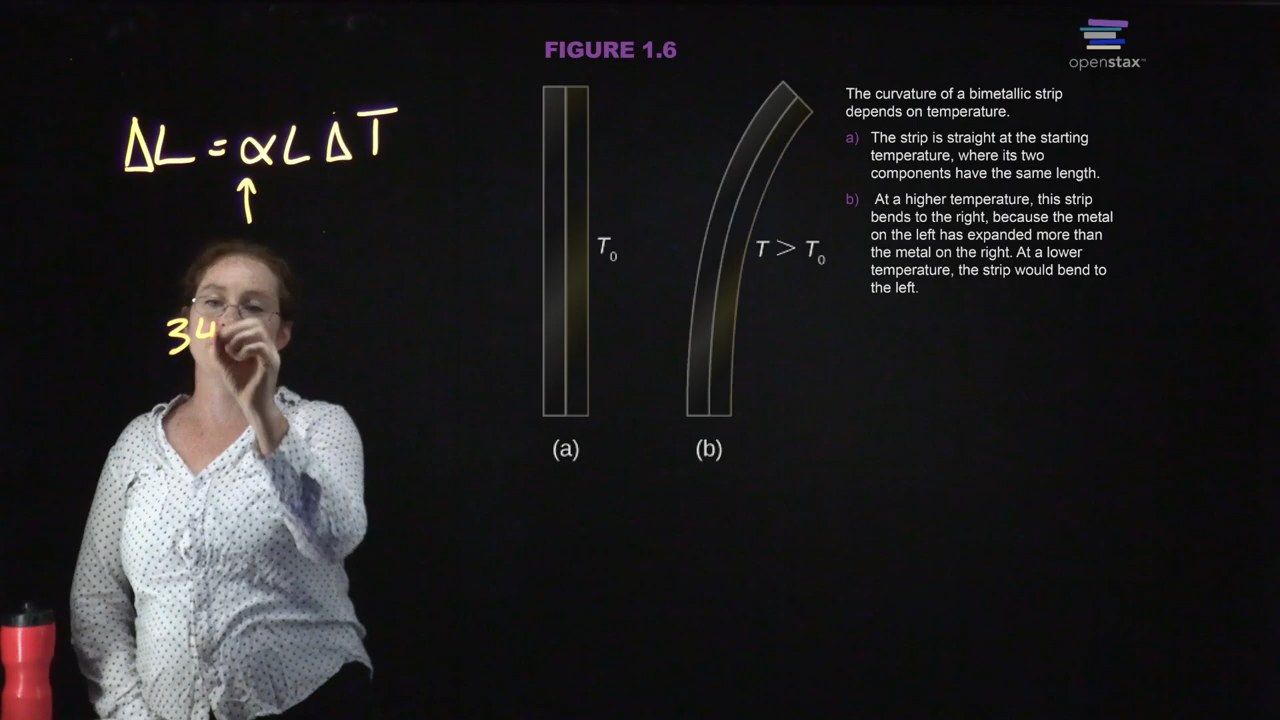 FIGURE 1.6
openstax™
ΔL = αL ΔT
↑
34
T₀
T > T₀
(a)
(b)
The curvature of a bimetallic strip
depends on temperature.
a) The strip is straight at the starting
temperature, where its two
components have the same length.
b) At a higher temperature, this strip
bends to the right, because the metal
on the left has expanded more than
the metal on the right. At a lower
temperature, the strip would bend to
the left.